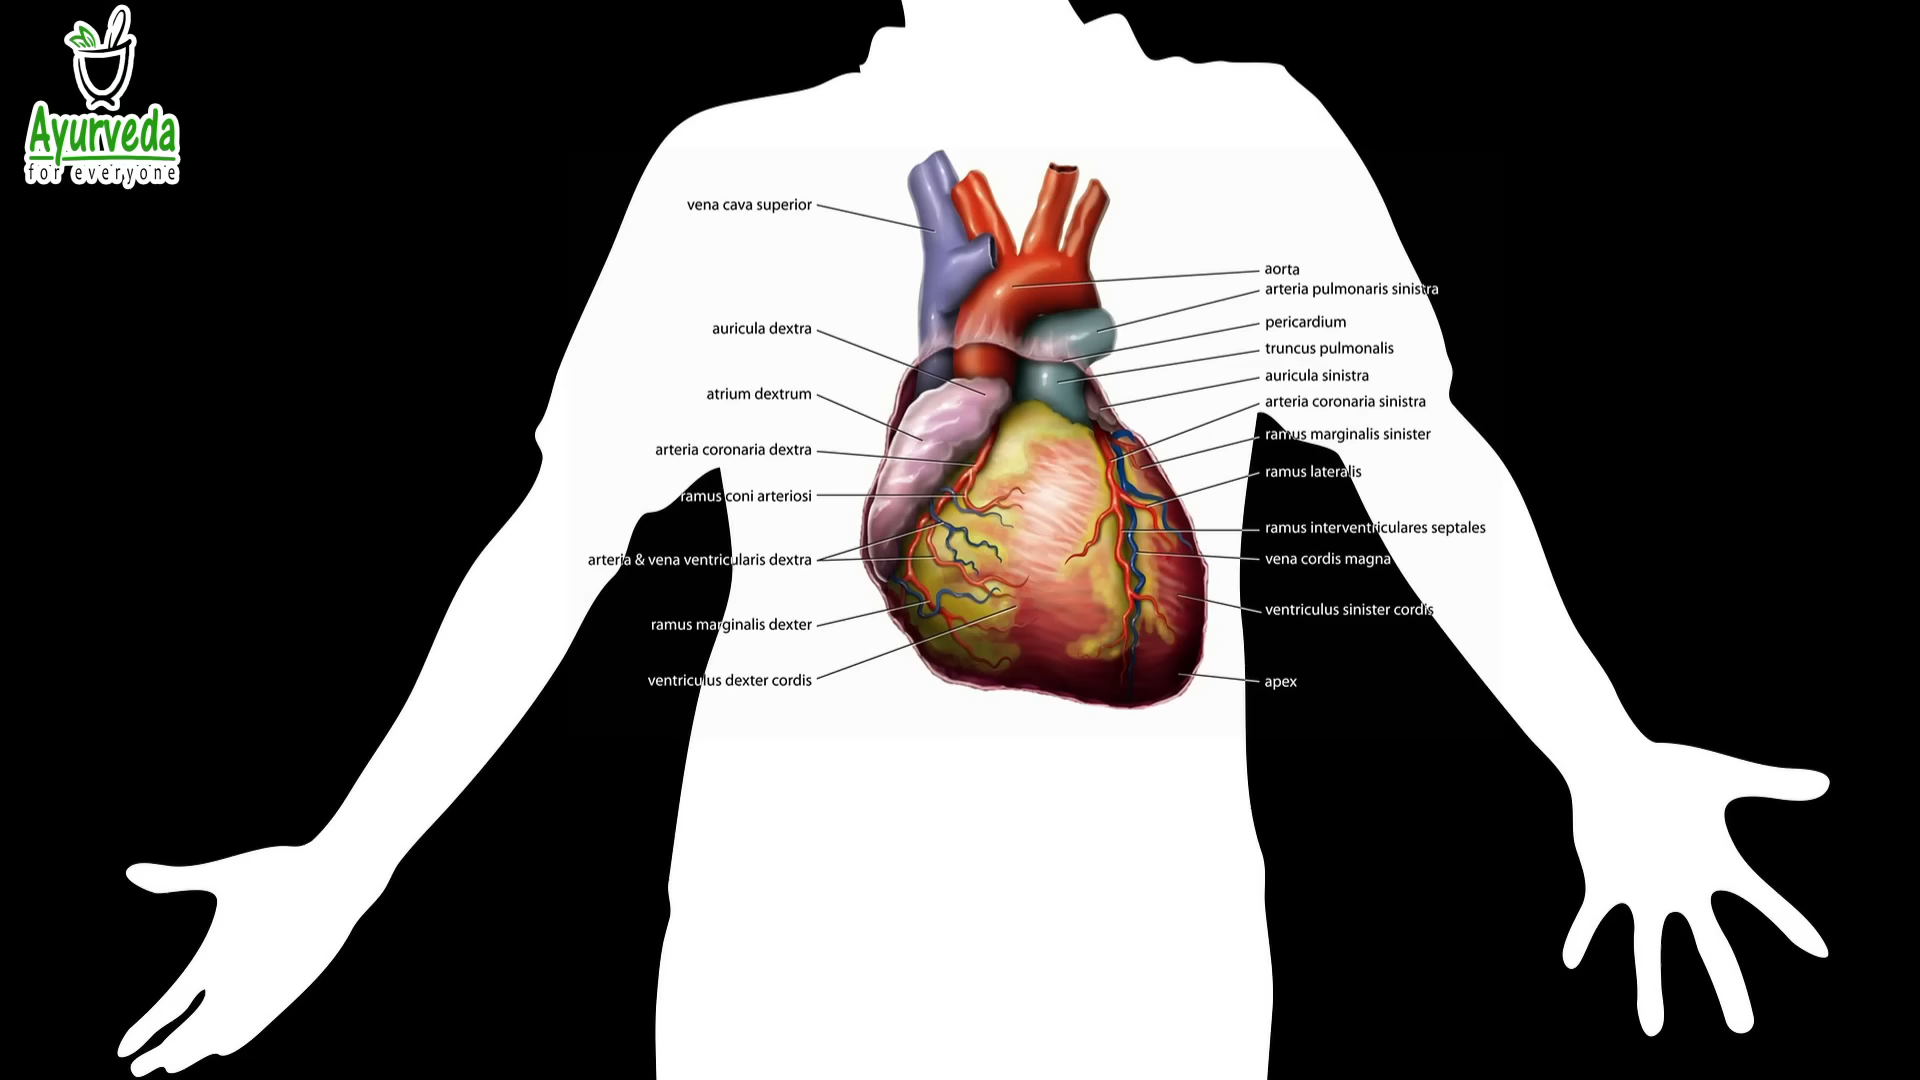 Ayurveda
for everyone
vena cava superior
auricula dextra
atrium dextrum
arteria coronaria dextra
ramus coni arteriosi
arteria & vena ventricularis dextra
ramus marginalis dexter
ventriculus dexter cordis
aorta
arteria pulmonaris sinistra
pericardium
truncus pulmonalis
auricula sinistra
arteria coronaria sinistra
ramus marginalis sinister
ramus lateralis
ramus interventriculares septales
vena cordis magna
ventriculus sinister cordis
apex